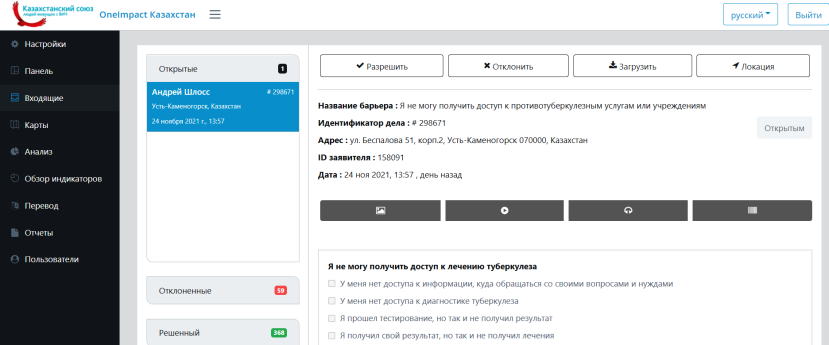 Казахстанский союз
людей живущих с ВИЧ
OneImpact Казахстан
русский
Выйти
Настройки
Панель
Входящие
Карты
Анализ
Обзор индикаторов
Перевод
Отчеты
Пользователи
Открытые 1
Андрей Шлосс # 298671
Усть-Каменогорск, Казахстан
24 ноября 2021 г., 13:57
Отклоненные 59
Решенный 368
Разрешить
Отклонить
Загрузить
Локация
Название барьера : Я не могу получить доступ к противотуберкулезным услугам или учреждениям
Идентификатор дела : # 298671
Открытым
Адрес : ул. Беспалова 51, корп.2, Усть-Каменогорск 070000, Казахстан
ID заявителя : 158091
Дата : 24 ноя 2021, 13:57 , день назад
Я не могу получить доступ к лечению туберкулеза
У меня нет доступа к информации, куда обращаться со своими вопросами и нуждами
У меня нет доступа к диагностике туберкулеза
Я прошел тестирование, но так и не получил результат
Я получил свой результат, но так и не получил лечения